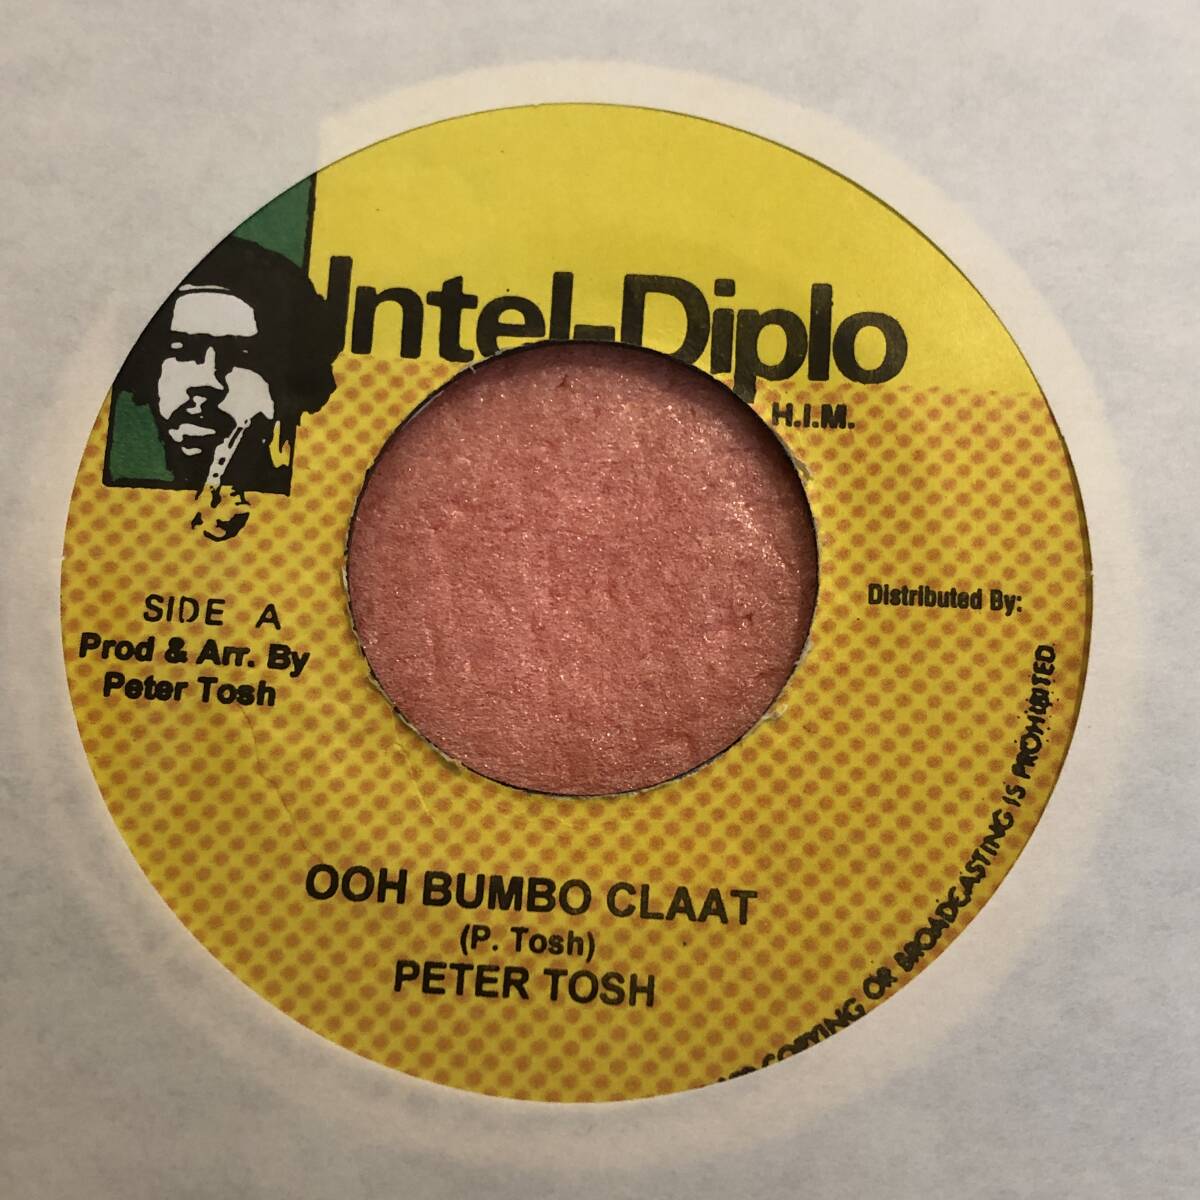 Intel-Diplo
H.I.M.
SIDE A
Prod & Arr. By
Peter Tosh
Distributed By:
OOH BUMBO CLAAT
(P. Tosh)
PETER TOSH
COPYING OR BROADCASTING IS PROHIBITED